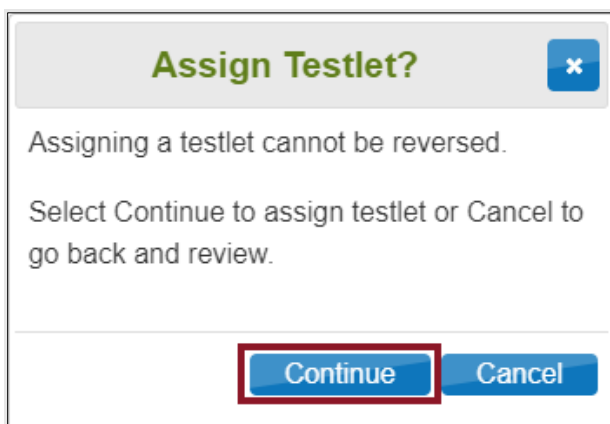 Assign Testlet?
Assigning a testlet cannot be reversed.
Select Continue to assign testlet or Cancel to
go back and review.
Continue Cancel